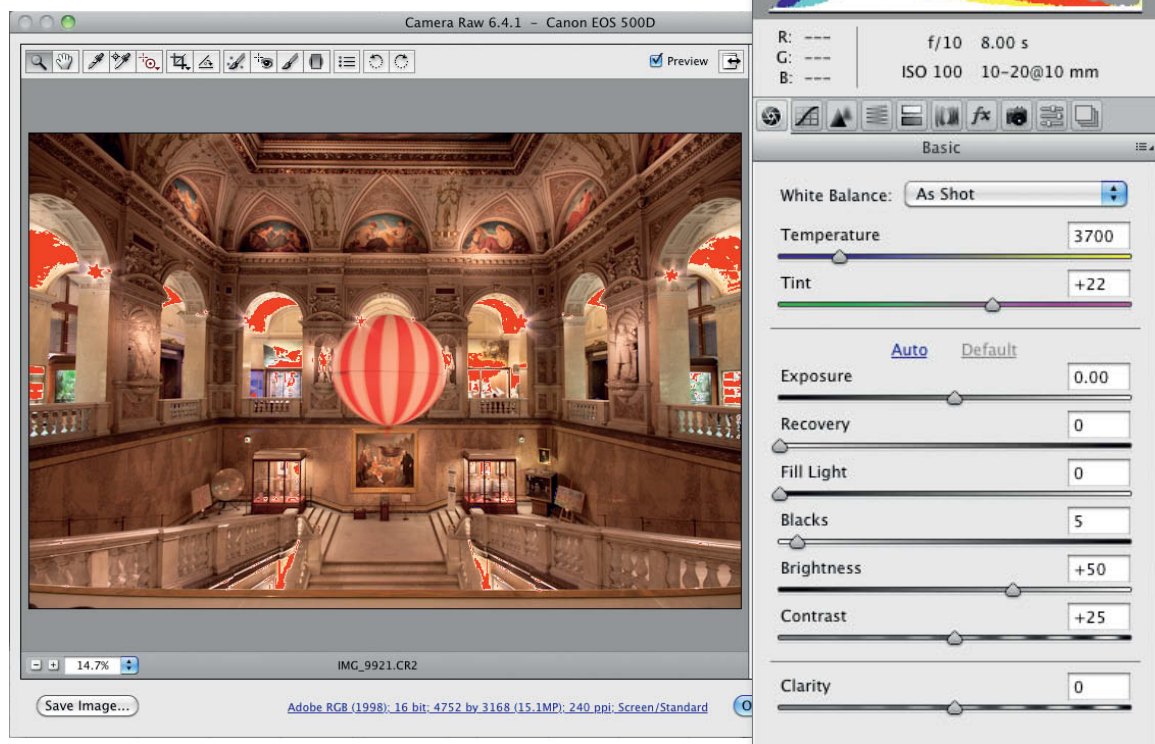 Camera Raw 6.4.1 – Canon EOS 500D
Preview
14.7%
IMG_9921.CR2
Save Image...
Adobe RGB (1998); 16 bit; 4752 by 3168 (15.1MP); 240 ppi; Screen/Standard
O
R: ---
G: ---
B: ---
f/10 8.00 s
ISO 100 10-20@10 mm
fx
Basic
White Balance: As Shot
Temperature 3700
Tint +22
Auto Default
Exposure 0.00
Recovery 0
Fill Light 0
Blacks 5
Brightness +50
Contrast +25
Clarity 0